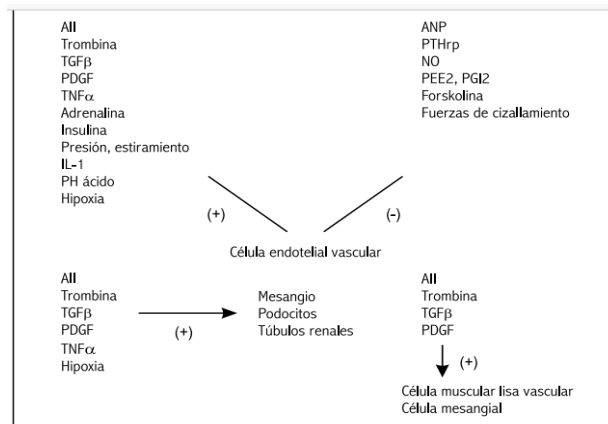 AII
Trombina
TGFβ
PDGF
TNFα
Adrenalina
Insulina
Presión, estiramiento
IL-1
PH ácido
Hipoxia
(+)
ANP
PTHrp
NO
PEE2, PGI2
Forskolina
Fuerzas de cizallamiento
(-)
Célula endotelial vascular
AII
Trombina
TGFβ
PDGF
TNFα
Hipoxia
(+)
Mesangio
Podocitos
Túbulos renales
AII
Trombina
TGFβ
PDGF
(+)
Célula muscular lisa vascular
Célula mesangial